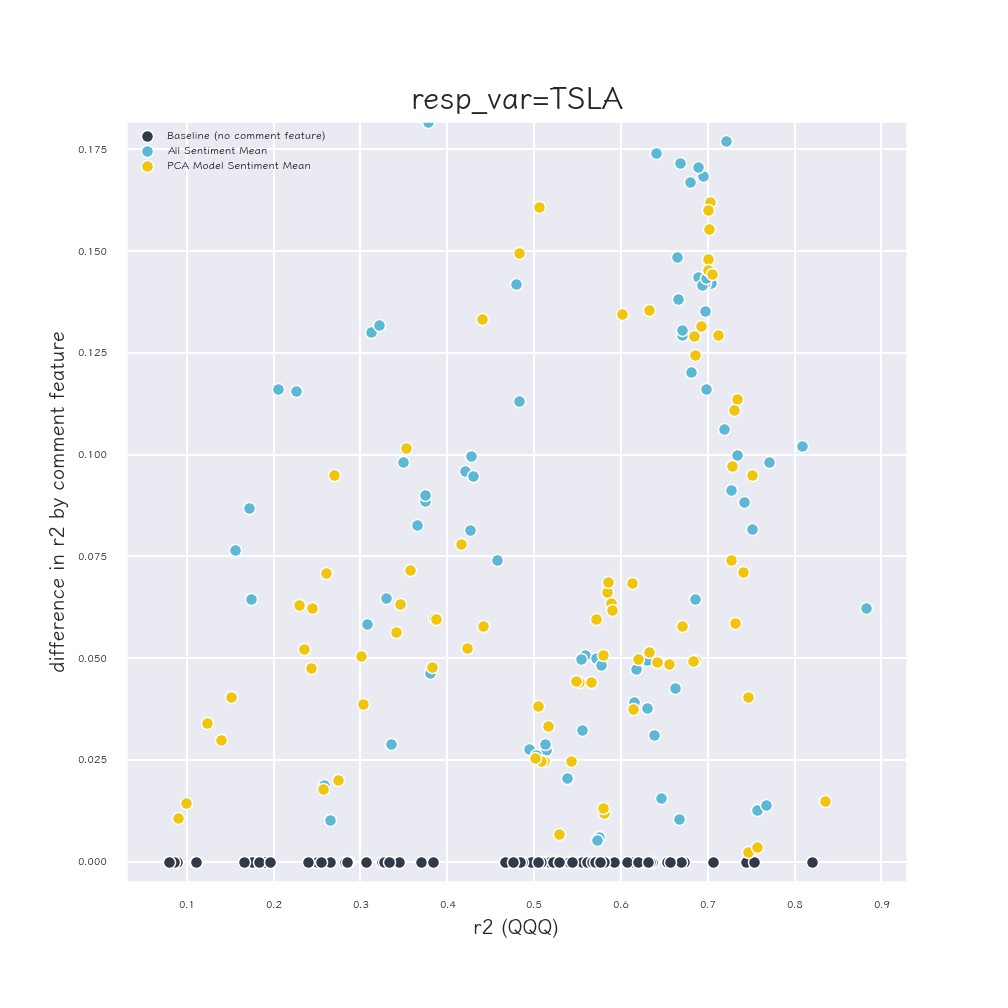 resp_var=TSLA
Baseline (no comment feature)
All Sentiment Mean
PCA Model Sentiment Mean
difference in r2 by comment feature
0.175
0.150
0.125
0.100
0.075
0.050
0.025
0.000
0.1 0.2 0.3 0.4 0.5 0.6 0.7 0.8 0.9
r2 (QQQ)